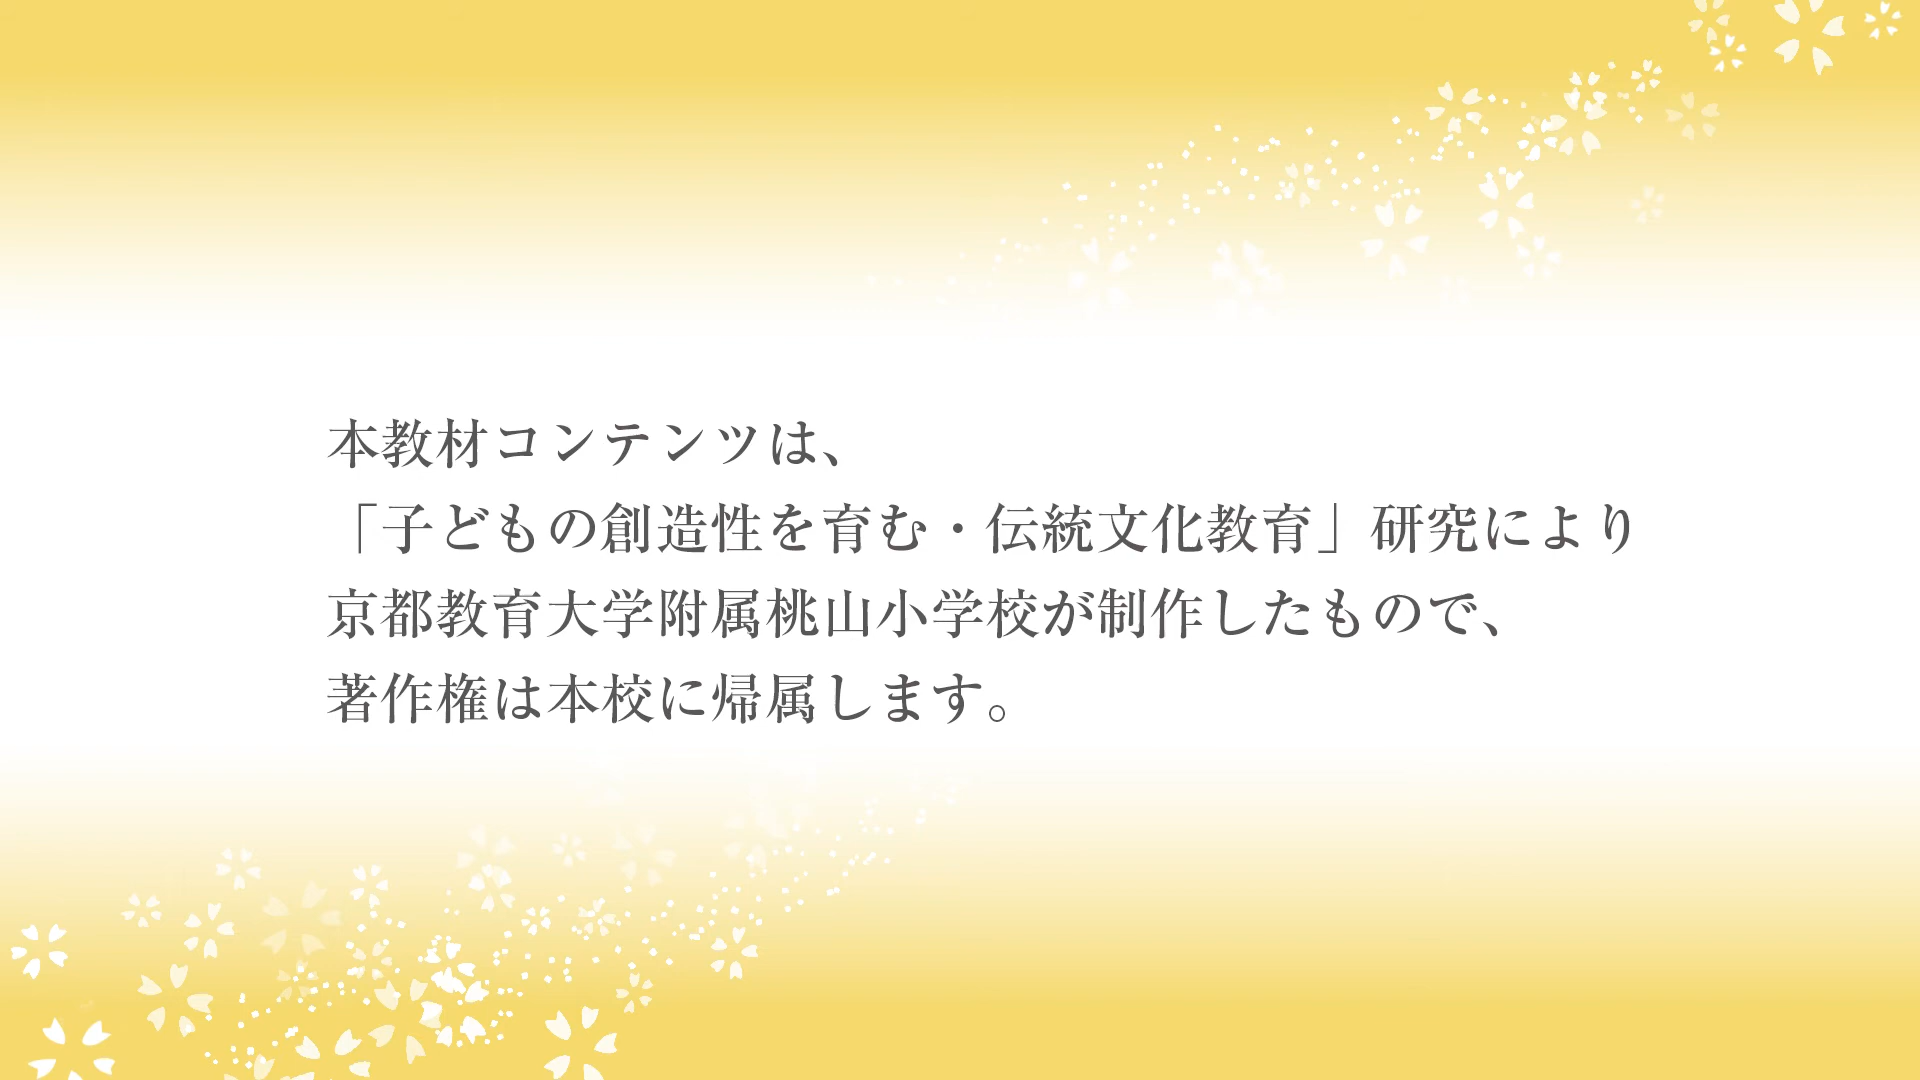 本教材コンテンツは、
「子どもの創造性を育む・伝統文化教育」研究により
京都教育大学附属桃山小学校が制作したもので、
著作権は本校に帰属します。